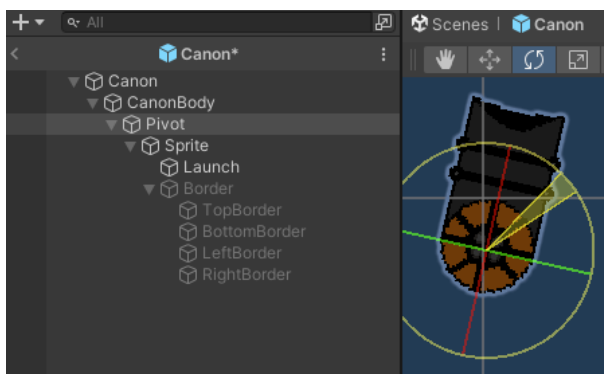 All
Scenes | Canon
Canon*
Canon
CanonBody
Pivot
Sprite
Launch
Border
TopBorder
BottomBorder
LeftBorder
RightBorder